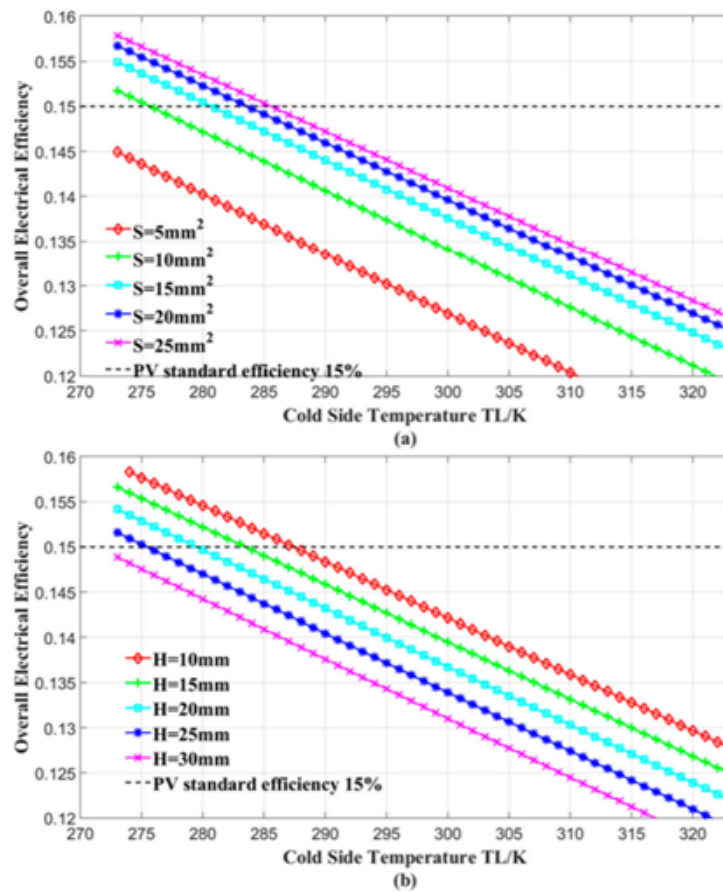 0.16
0.155
0.15
0.145
0.14
0.135
0.13
0.125
0.12
Overall Electrical Efficiency
S=5mm²
S=10mm²
S=15mm²
S=20mm²
S=25mm²
PV standard efficiency 15%
270 275 280 285 290 295 300 305 310 315 320
Cold Side Temperature TL/K
(a)
0.16
0.155
0.15
0.145
0.14
0.135
0.13
0.125
0.12
Overall Electrical Efficiency
H=10mm
H=15mm
H=20mm
H=25mm
H=30mm
PV standard efficiency 15%
270 275 280 285 290 295 300 305 310 315 320
Cold Side Temperature TL/K
(b)